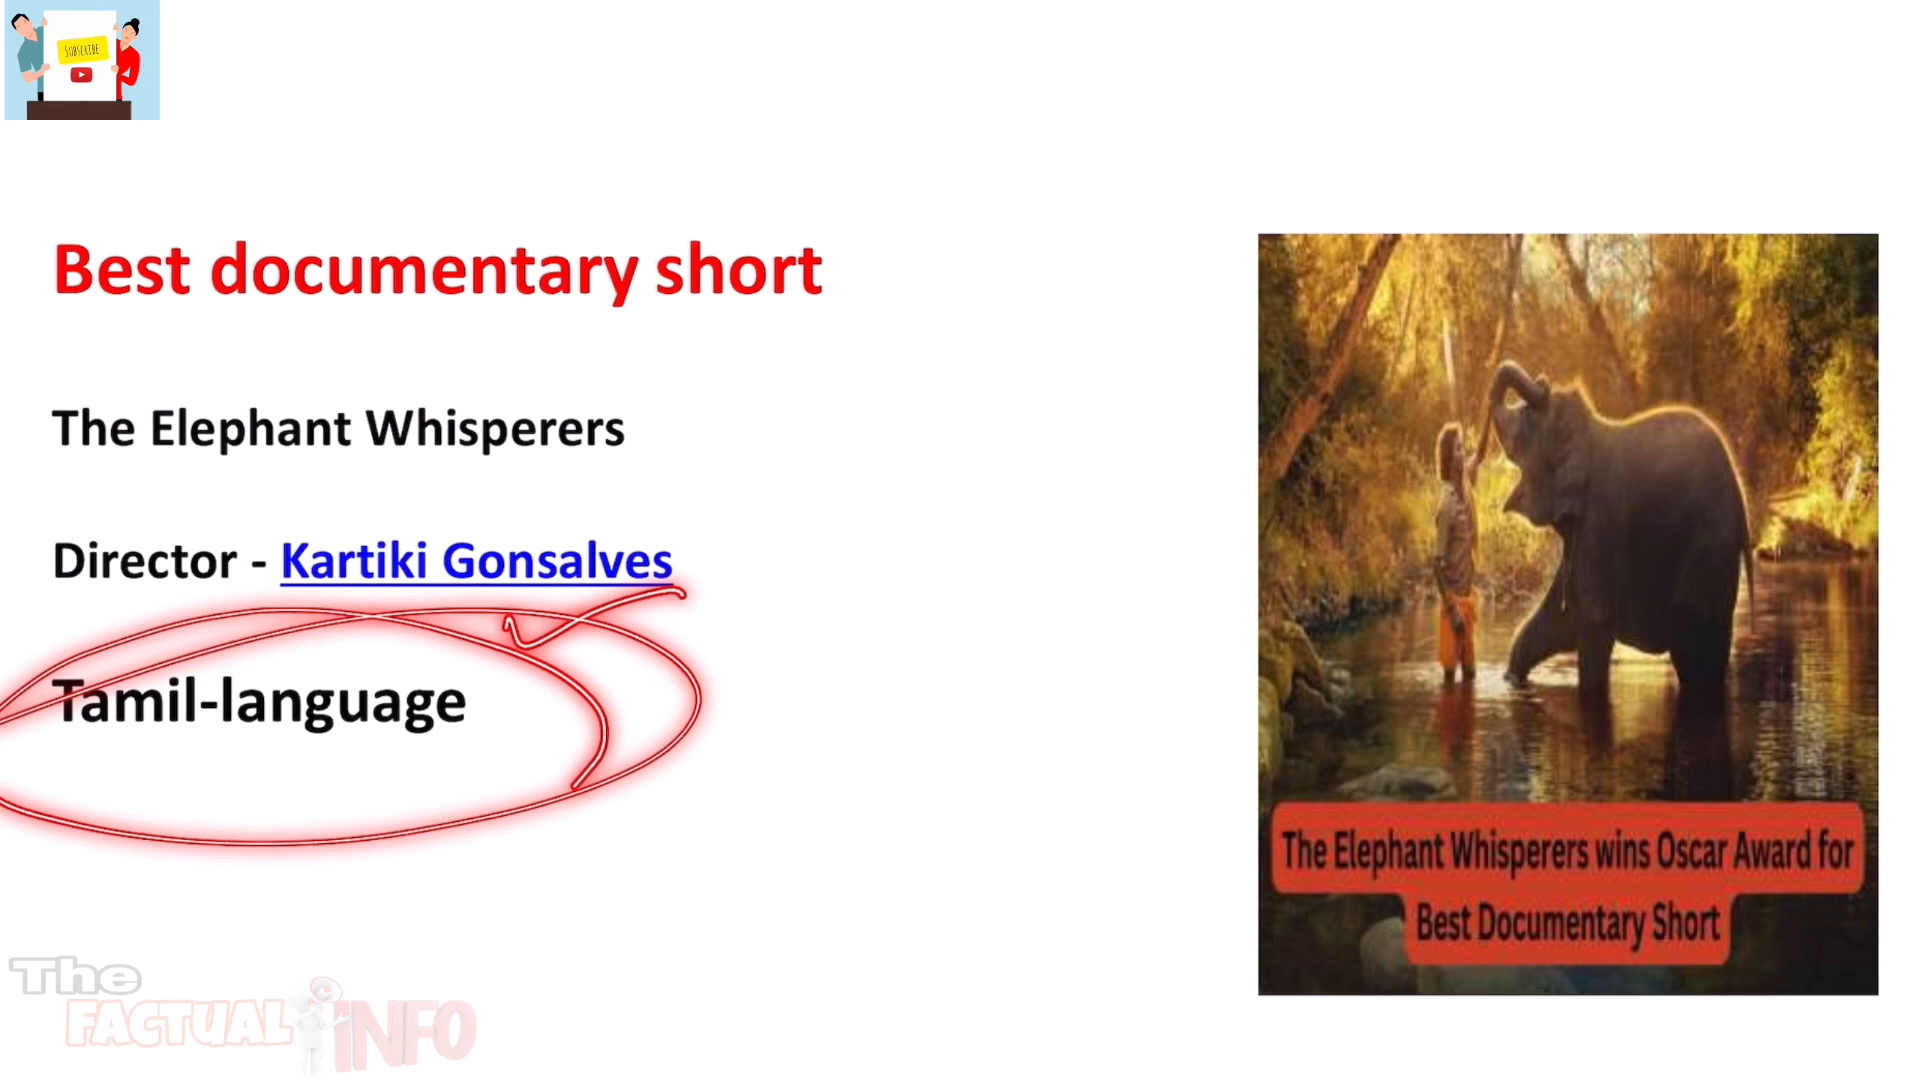 Subscribe
Best documentary short
The Elephant Whisperers
Director - Kartiki Gonsalves
Tamil-language
The Elephant Whisperers wins Oscar Award for
Best Documentary Short
The
FACTUAL INFO